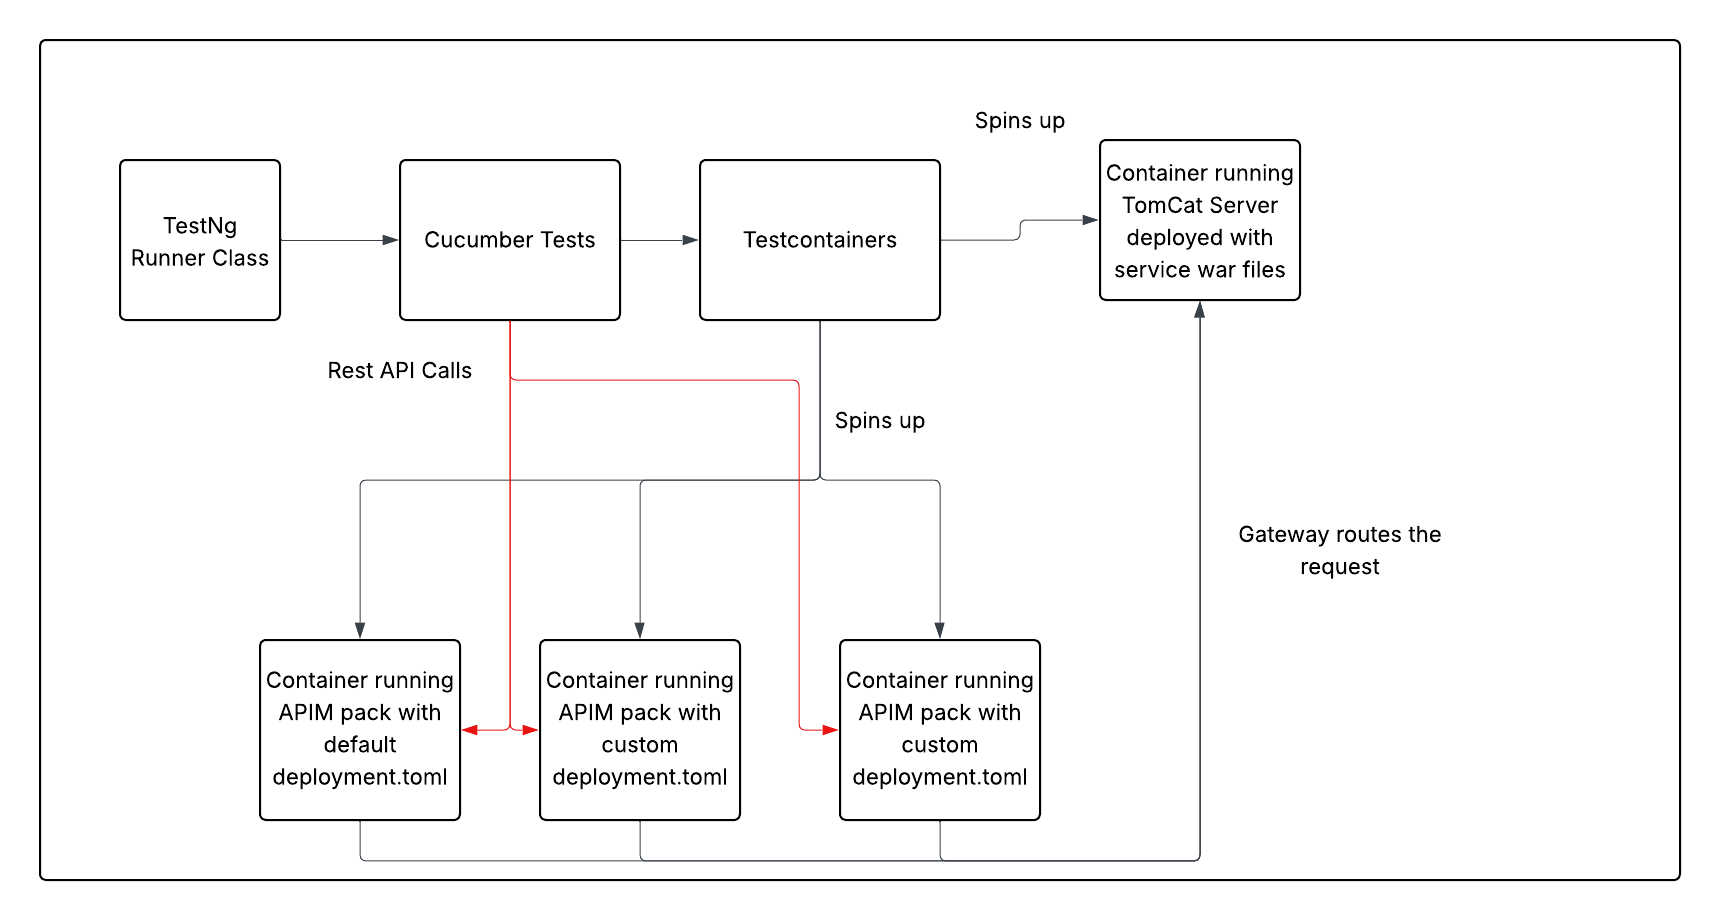 Spins up
TestNg
Runner Class
Cucumber Tests
Testcontainers
Container running
TomCat Server
deployed with
service war files
Rest API Calls
Spins up
Gateway routes the
request
Container running
APIM pack with
default
deployment.toml
Container running
APIM pack with
custom
deployment.toml
Container running
APIM pack with
custom
deployment.toml